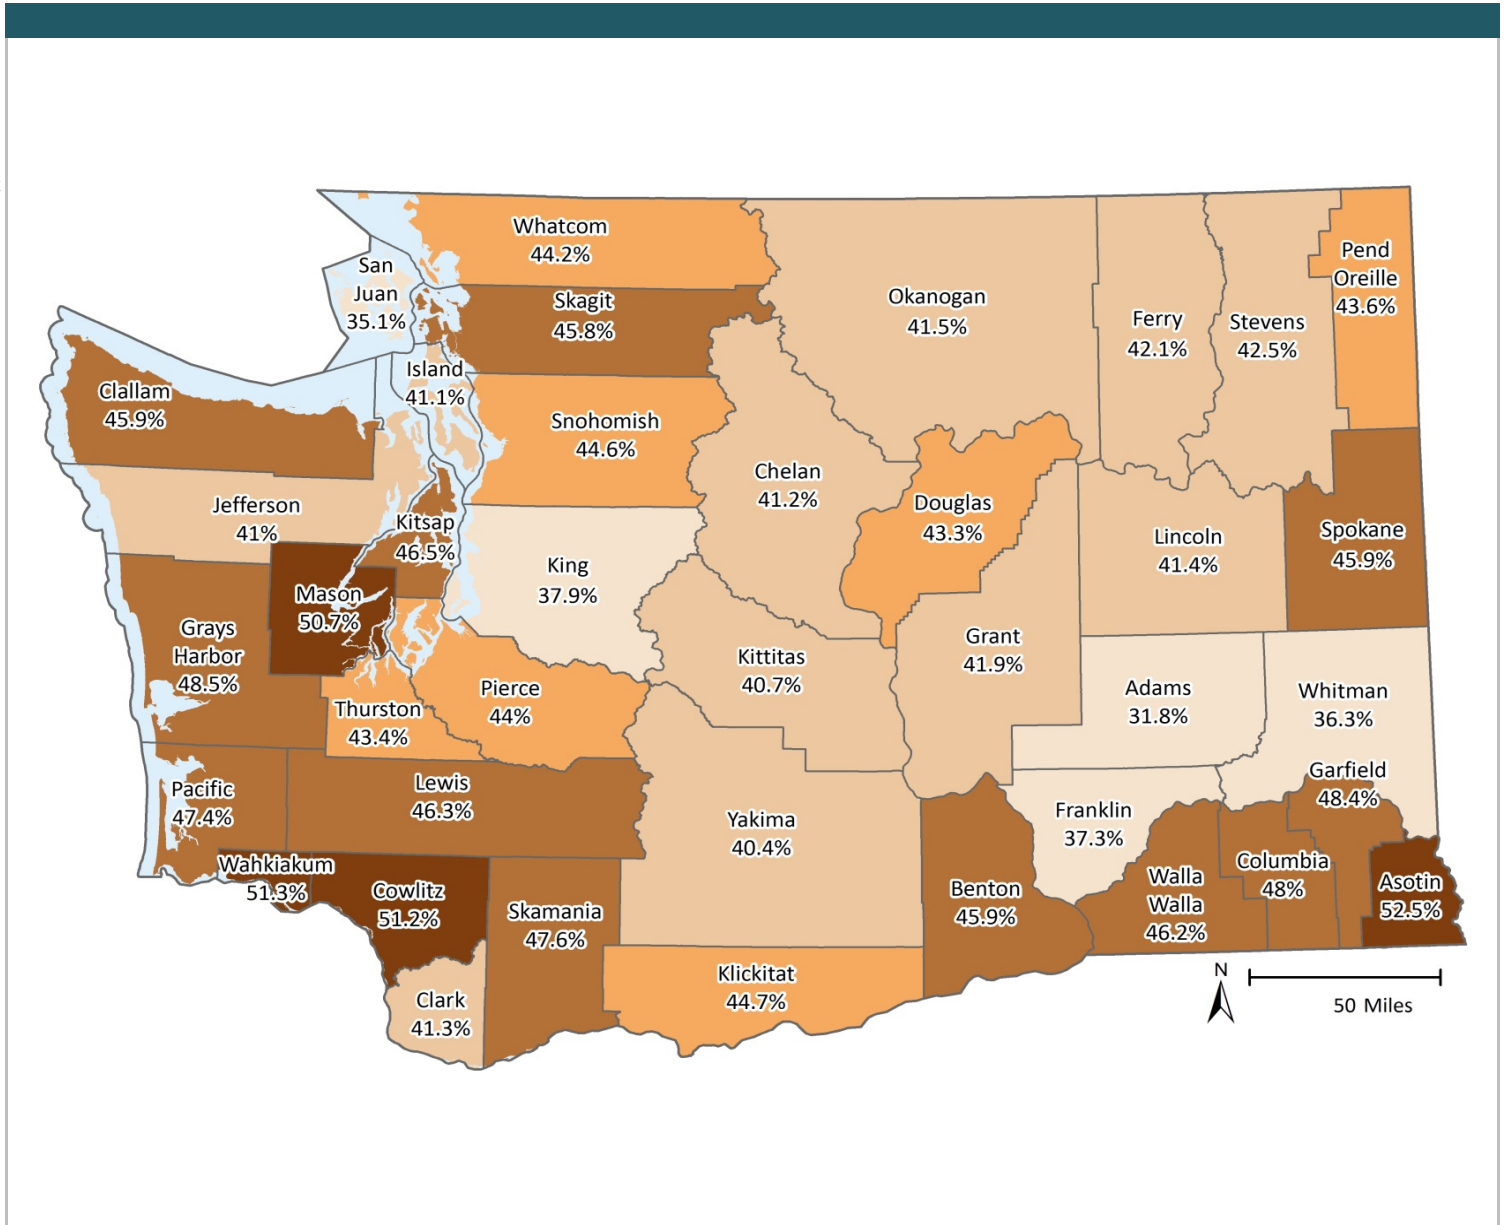 Whatcom
44.2%
San
Juan
35.1%
Skagit
45.8%
Okanogan
41.5%
Ferry
42.1%
Stevens
42.5%
Pend
Oreille
43.6%
Clallam
45.9%
Island
41.1%
Snohomish
44.6%
Chelan
41.2%
Douglas
43.3%
Jefferson
41%
Kitsap
46.5%
King
37.9%
Lincoln
41.4%
Spokane
45.9%
Mason
50.7%
Grays
Harbor
48.5%
Kittitas
40.7%
Grant
41.9%
Adams
31.8%
Whitman
36.3%
Thurston
43.4%
Pierce
44%
Pacific
47.4%
Lewis
46.3%
Yakima
40.4%
Franklin
37.3%
Garfield
48.4%
Wahkiakum
51.3%
Cowlitz
51.2%
Skamania
47.6%
Benton
45.9%
Walla
Walla
46.2%
Columbia
48%
Asotin
52.5%
Clark
41.3%
Klickitat
44.7%
N
50 Miles